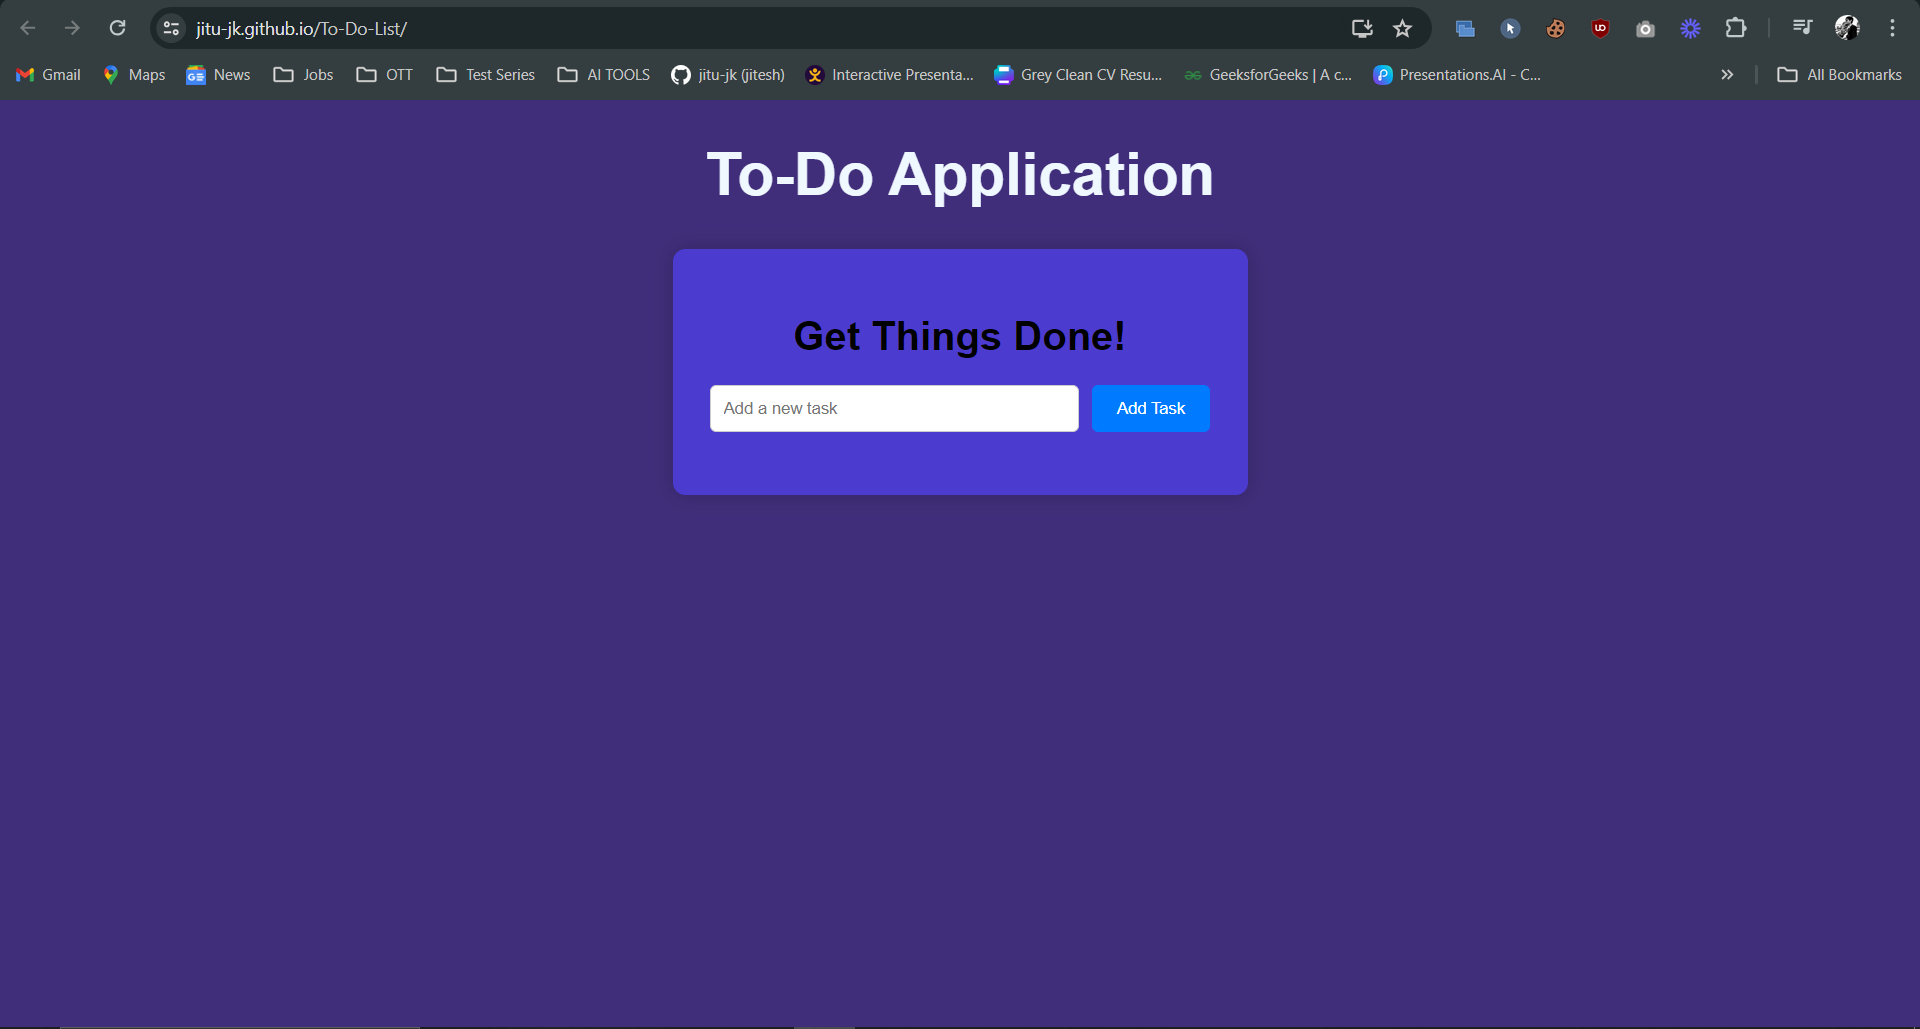 jitu-jk.github.io/To-Do-List/
Gmail Maps News Jobs OTT Test Series AI TOOLS jitu-jk (jitesh) Interactive Presenta... Grey Clean CV Resu... GeeksforGeeks | A c... Presentations.AI - C... All Bookmarks
To-Do Application
Get Things Done!
Add a new task Add Task